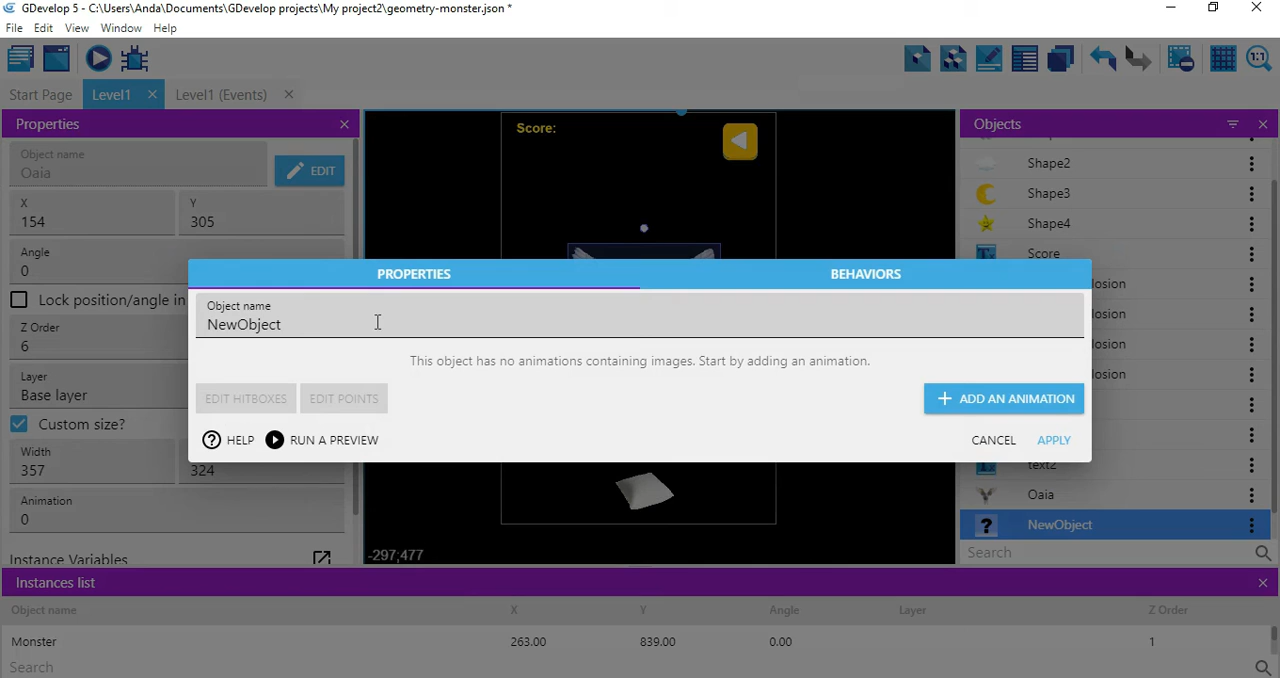 GDevelop 5 - C:\Users\Anda\Documents\GDevelop projects\My project2\geometry-monster.json *
File Edit View Window Help
1:1
Start Page Level1 Level1 (Events)
Properties
Object name
Oaia
EDIT
X
154
Y
305
Angle
0
Lock position/angle in
Z Order
6
Layer
Base layer
Custom size?
Width
357
324
Animation
0
Instance Variables
Score:
-297;477
PROPERTIES
BEHAVIORS
Object name
NewObject
This object has no animations containing images. Start by adding an animation.
EDIT HITBOXES
EDIT POINTS
ADD AN ANIMATION
HELP
RUN A PREVIEW
CANCEL
APPLY
Objects
Shape2
Shape3
Shape4
Score
losion
losion
losion
losion
text2
Oaia
NewObject
Search
Instances list
Object name X Y Angle Layer Z Order
Monster 263.00 839.00 0.00 1
Search